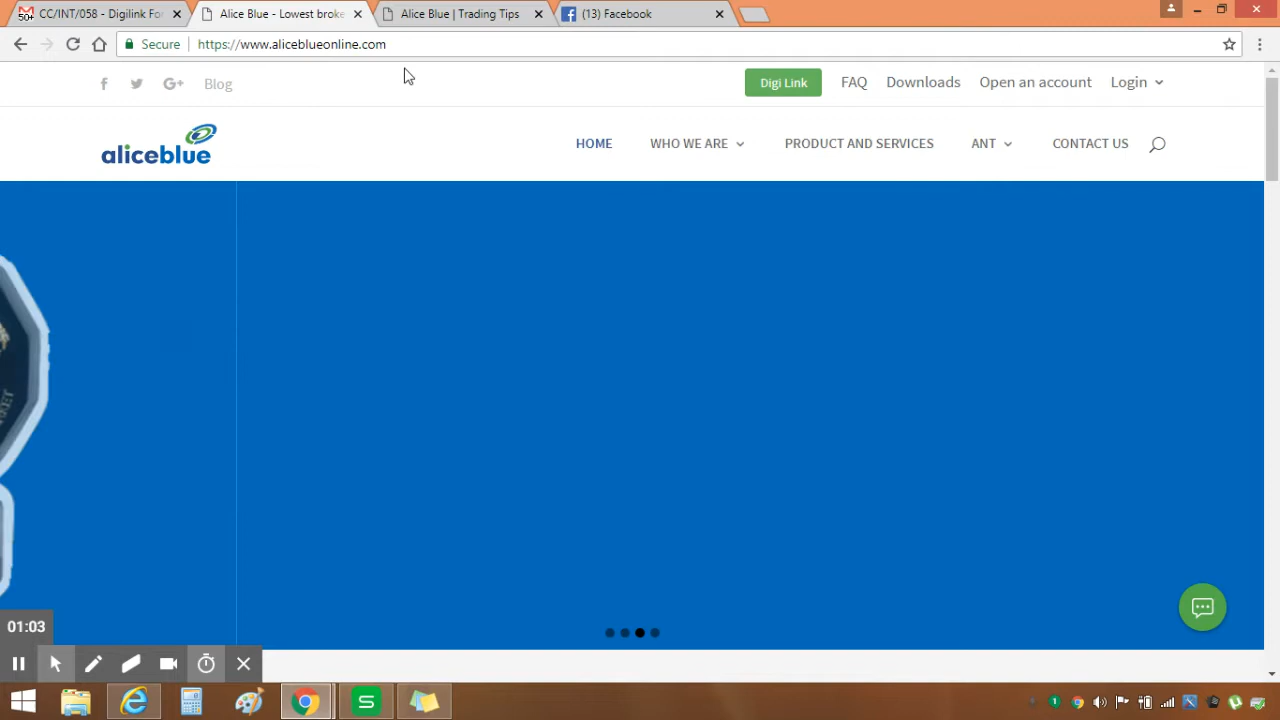 50+ CC/INT/058 - Digilink For
Alice Blue - Lowest broke
Alice Blue | Trading Tips
(13) Facebook
Secure https://www.aliceblueonline.com
Blog
Digi Link FAQ Downloads Open an account Login
aliceblue
HOME WHO WE ARE PRODUCT AND SERVICES ANT CONTACT US
01:03